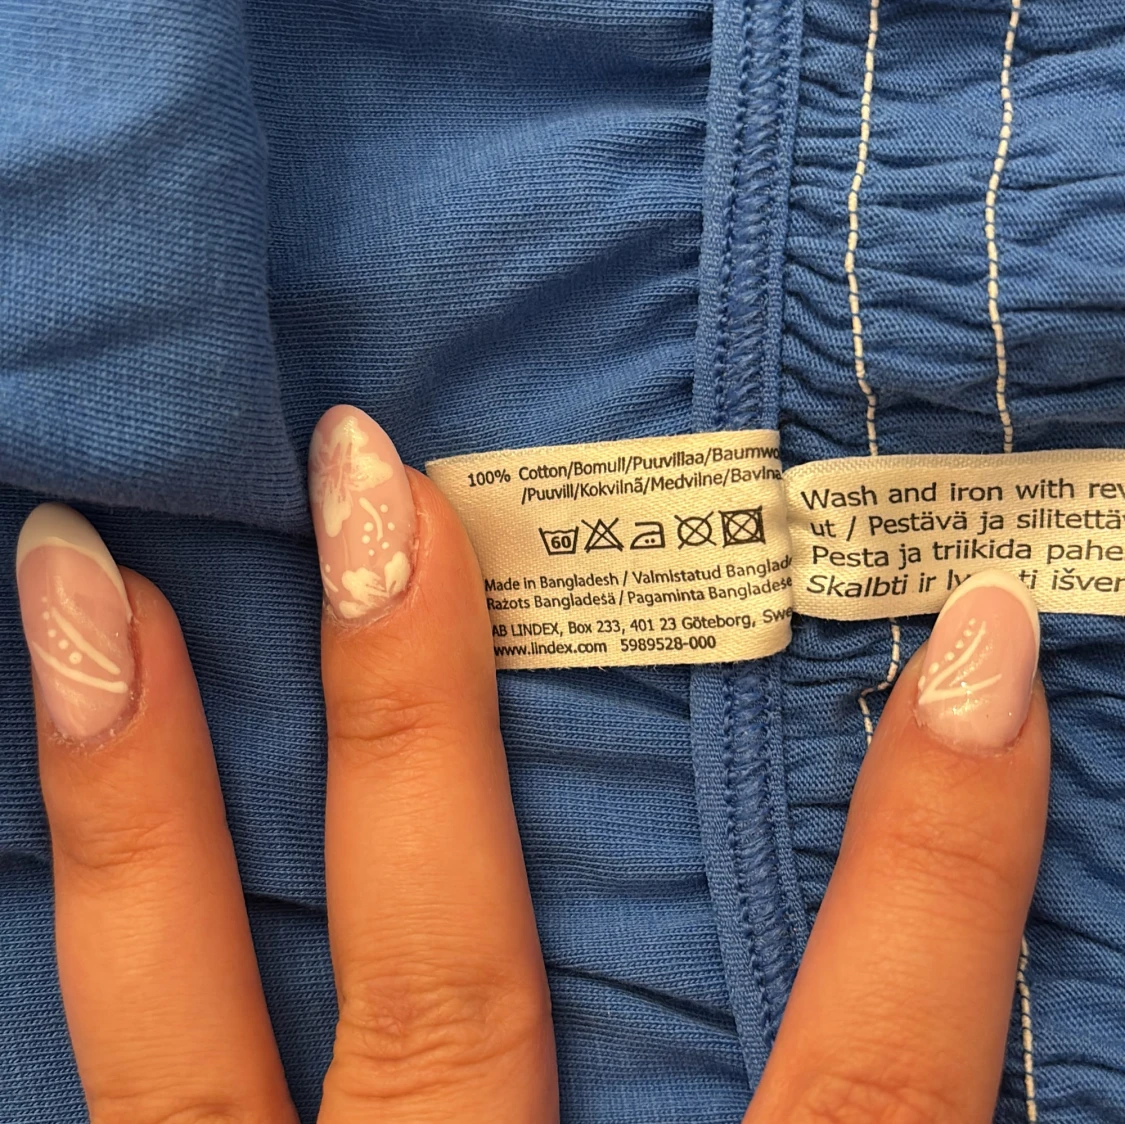 100% Cotton/Bomull/Puuvillaa/Baumwo
/Puuvill/Kokvilnā/Medvilne/Bavlna
60
Made in Bangladesh / Valmistatud Banglade
Ražots Bangladešā / Pagaminta Bangladeše
AB LINDEX, Box 233, 401 23 Göteborg, Swe
www.lindex.com 5989528-000
Wash and iron with rev
ut / Pestävä ja silitettäv
Pesta ja triikida pahe
Skalbti ir ti išver